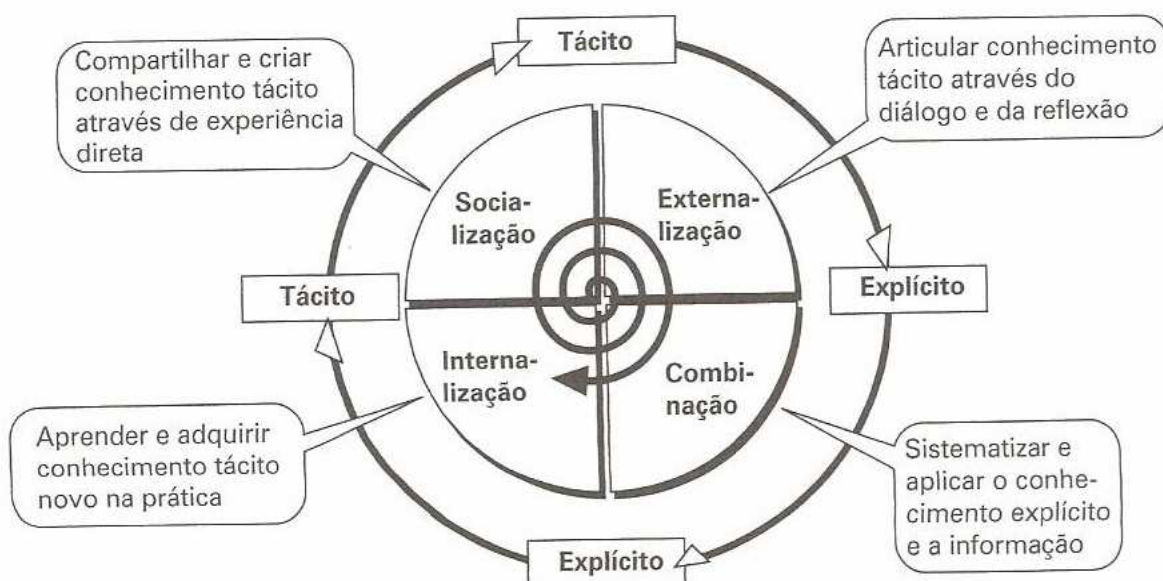 Tácito
Compartilhar e criar
conhecimento tácito
através de experiência
direta
Articular conhecimento
tácito através do
diálogo e da reflexão
Socia-
lização
Externa-
lização
Tácito
Explícito
Interna-
lização
Combi-
nação
Aprender e adquirir
conhecimento tácito
novo na prática
Sistematizar e
aplicar o conhe-
cimento explícito
e a informação
Explícito